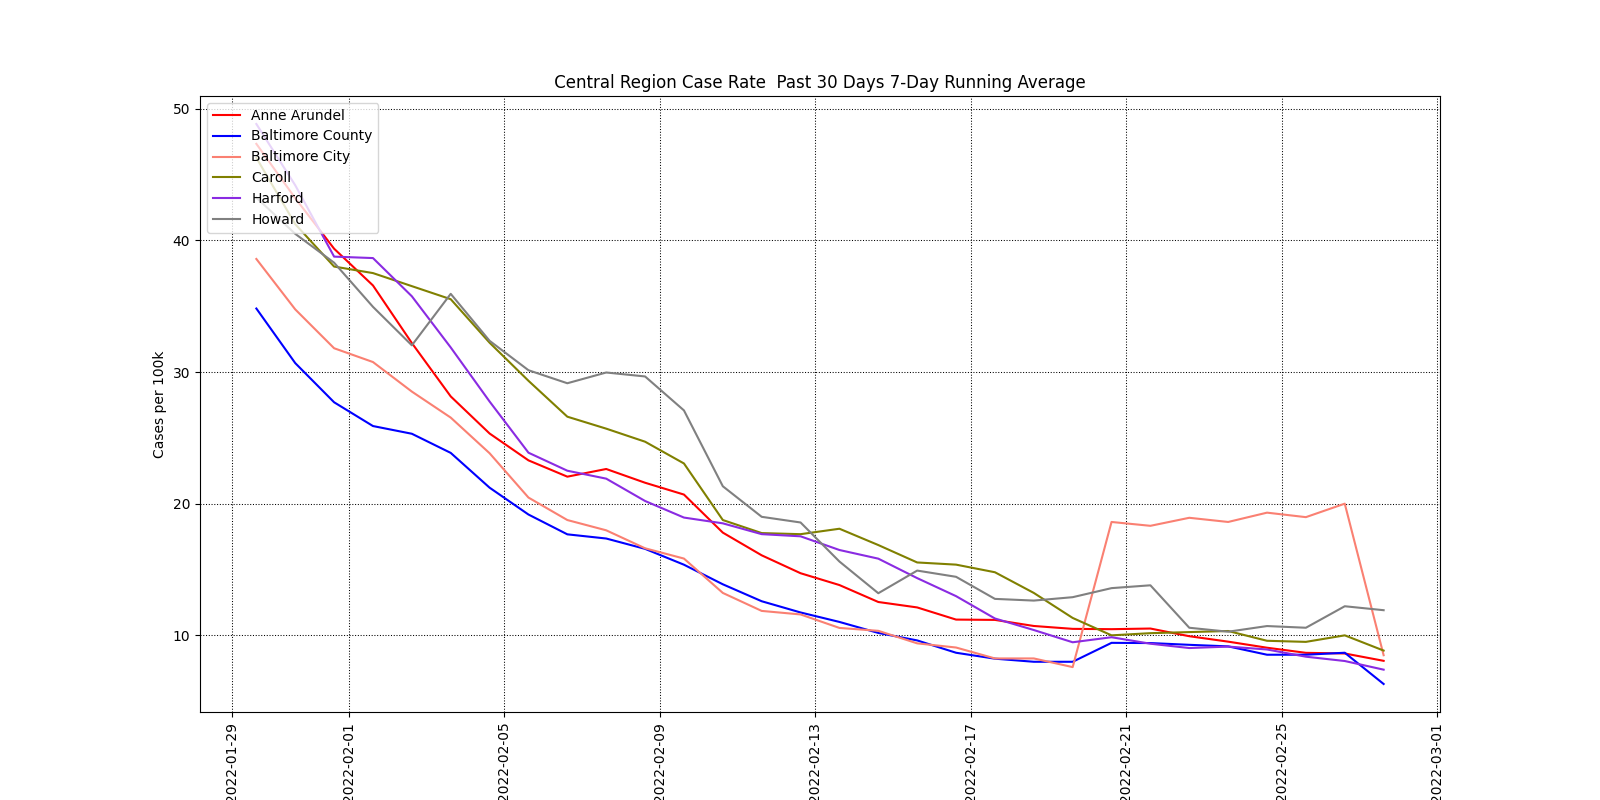 Central Region Case Rate  Past 30 Days 7-Day Running Average
Anne Arundel
Baltimore County
Baltimore City
Caroll
Harford
Howard
Cases per 100k
50
40
30
20
10
2022-01-29
2022-02-01
2022-02-05
2022-02-09
2022-02-13
2022-02-17
2022-02-21
2022-02-25
2022-03-01